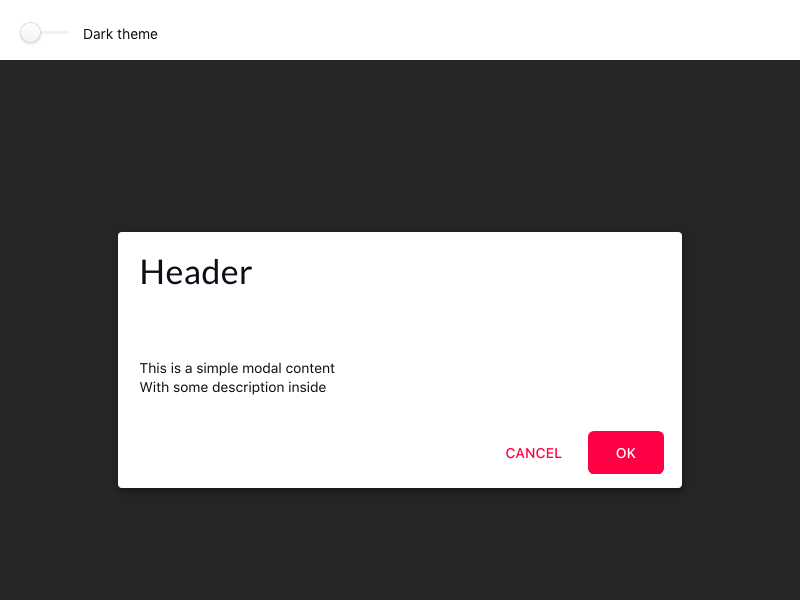 Dark theme
Header
This is a simple modal content
With some description inside
CANCEL
OK